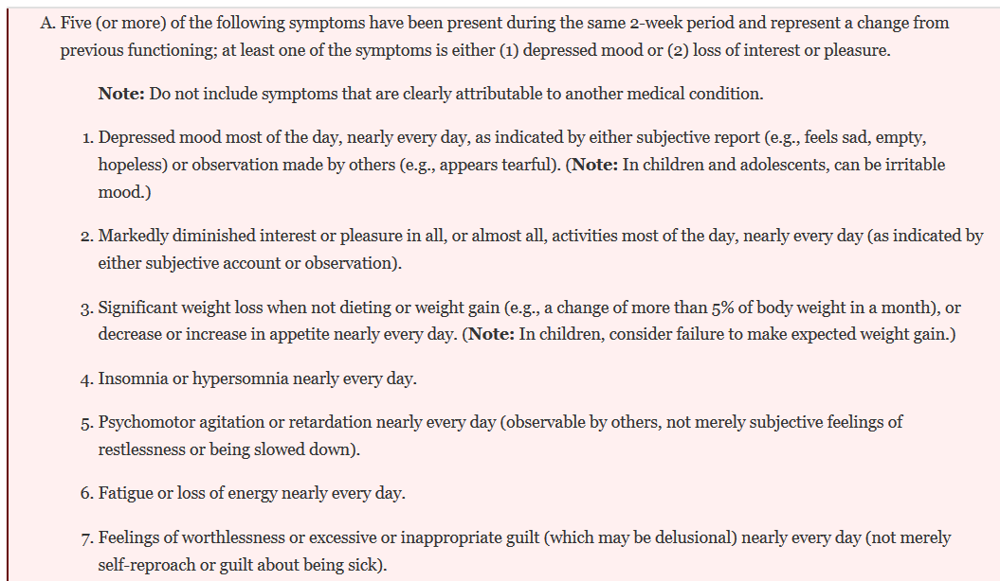 A. Five (or more) of the following symptoms have been present during the same 2-week period and represent a change from
previous functioning; at least one of the symptoms is either (1) depressed mood or (2) loss of interest or pleasure.
Note: Do not include symptoms that are clearly attributable to another medical condition.
1. Depressed mood most of the day, nearly every day, as indicated by either subjective report (e.g., feels sad, empty,
hopeless) or observation made by others (e.g., appears tearful). (Note: In children and adolescents, can be irritable
mood.)
2. Markedly diminished interest or pleasure in all, or almost all, activities most of the day, nearly every day (as indicated by
either subjective account or observation).
3. Significant weight loss when not dieting or weight gain (e.g., a change of more than 5% of body weight in a month), or
decrease or increase in appetite nearly every day. (Note: In children, consider failure to make expected weight gain.)
4. Insomnia or hypersomnia nearly every day.
5. Psychomotor agitation or retardation nearly every day (observable by others, not merely subjective feelings of
restlessness or being slowed down).
6. Fatigue or loss of energy nearly every day.
7. Feelings of worthlessness or excessive or inappropriate guilt (which may be delusional) nearly every day (not merely
self-reproach or guilt about being sick).